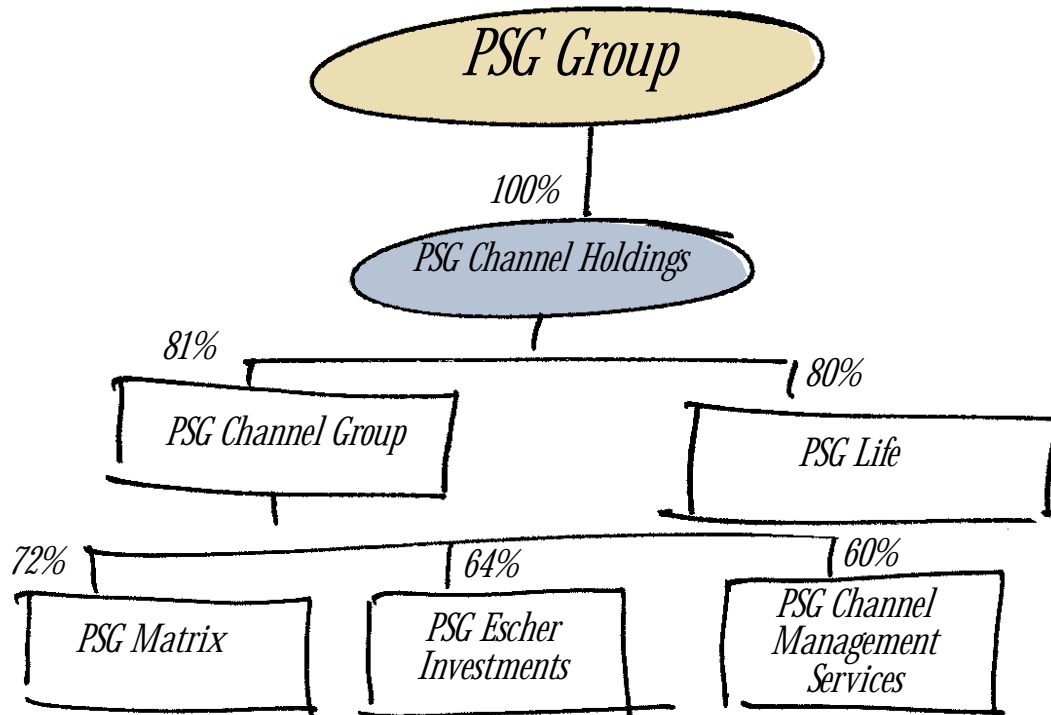 PSG Group
100%
PSG Channel Holdings
81%
80%
PSG Channel Group
PSG Life
72%
64%
60%
PSG Matrix
PSG Escher
Investments
PSG Channel
Management
Services